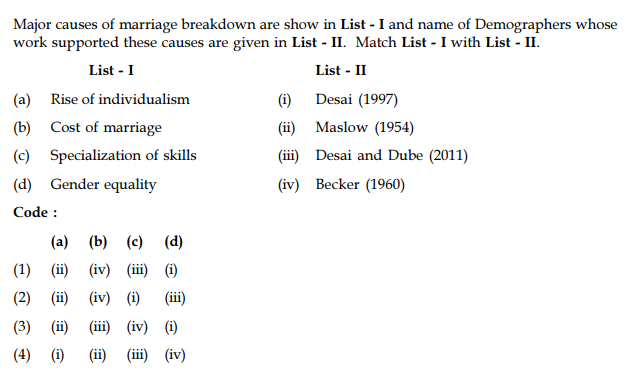 Major causes of marriage breakdown are show in List - I and name of Demographers whose
work supported these causes are given in List - II. Match List - I with List - II.
List - I List - II
(a) Rise of individualism (i) Desai (1997)
(b) Cost of marriage (ii) Maslow (1954)
(c) Specialization of skills (iii) Desai and Dube (2011)
(d) Gender equality (iv) Becker (1960)
Code :
(a) (b) (c) (d)
(1) (ii) (iv) (iii) (i)
(2) (ii) (iv) (i) (iii)
(3) (ii) (iii) (iv) (i)
(4) (i) (ii) (iii) (iv)